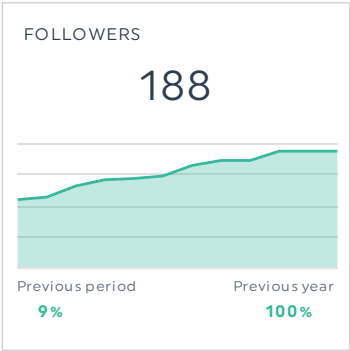 FOLLOWERS
188
Previous period
Previous year
9%
100%